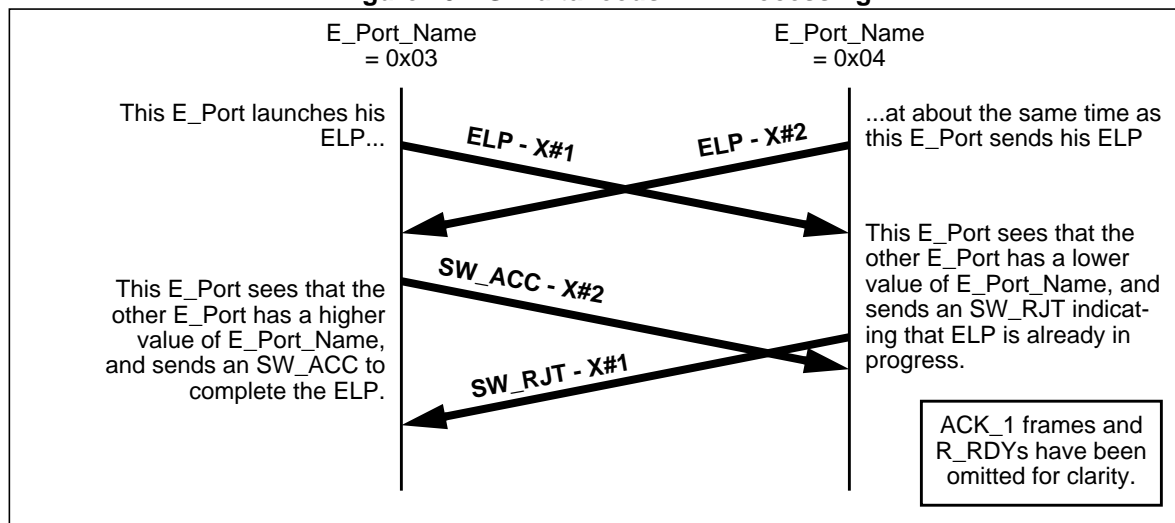 E_Port_Name
= 0x03
E_Port_Name
= 0x04
This E_Port launches his
ELP...
...at about the same time as
this E_Port sends his ELP
ELP - X#1
ELP - X#2
This E_Port sees that the
other E_Port has a lower
value of E_Port_Name, and
sends an SW_RJT indicat-
ing that ELP is already in
progress.
SW_ACC - X#2
This E_Port sees that the
other E_Port has a higher
value of E_Port_Name,
and sends an SW_ACC to
complete the ELP.
SW_RJT - X#1
ACK_1 frames and
R_RDYs have been
omitted for clarity.